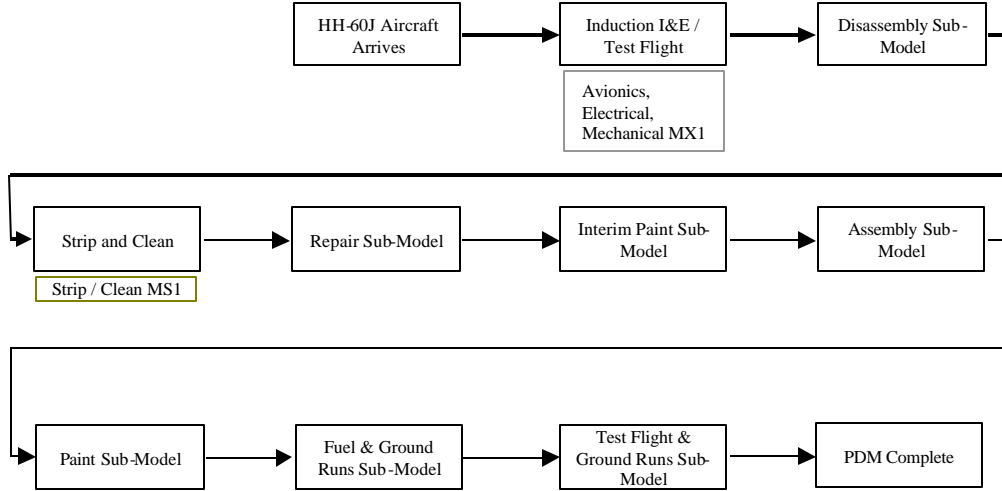 HH-60J Aircraft
Arrives
Induction I&E /
Test Flight
Disassembly Sub-
Model
Avionics,
Electrical,
Mechanical MX1
Strip and Clean
Repair Sub-Model
Interim Paint Sub-
Model
Assembly Sub-
Model
Strip / Clean MS1
Paint Sub-Model
Fuel & Ground
Runs Sub-Model
Test Flight &
Ground Runs Sub-
Model
PDM Complete